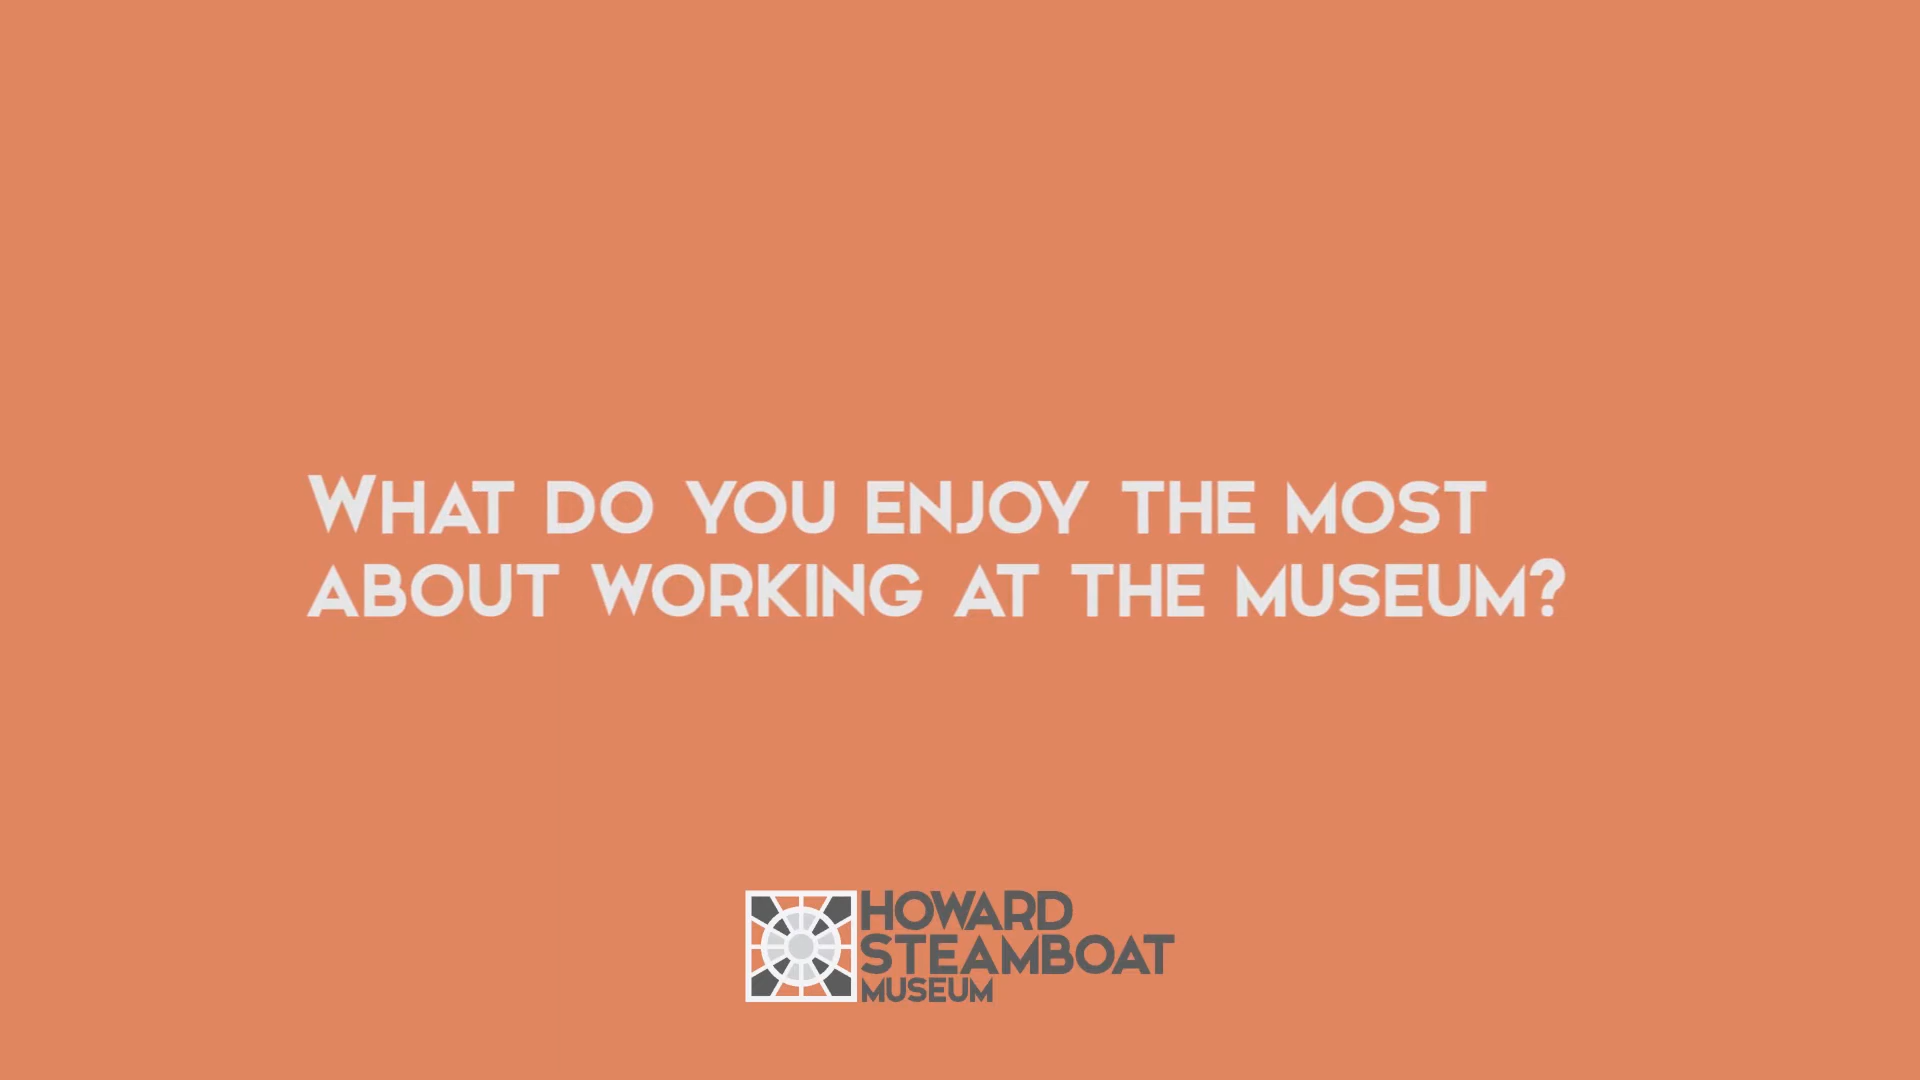 What do you enjoy the most
about working at the museum?
HOWARD
STEAMBOAT
MUSEUM